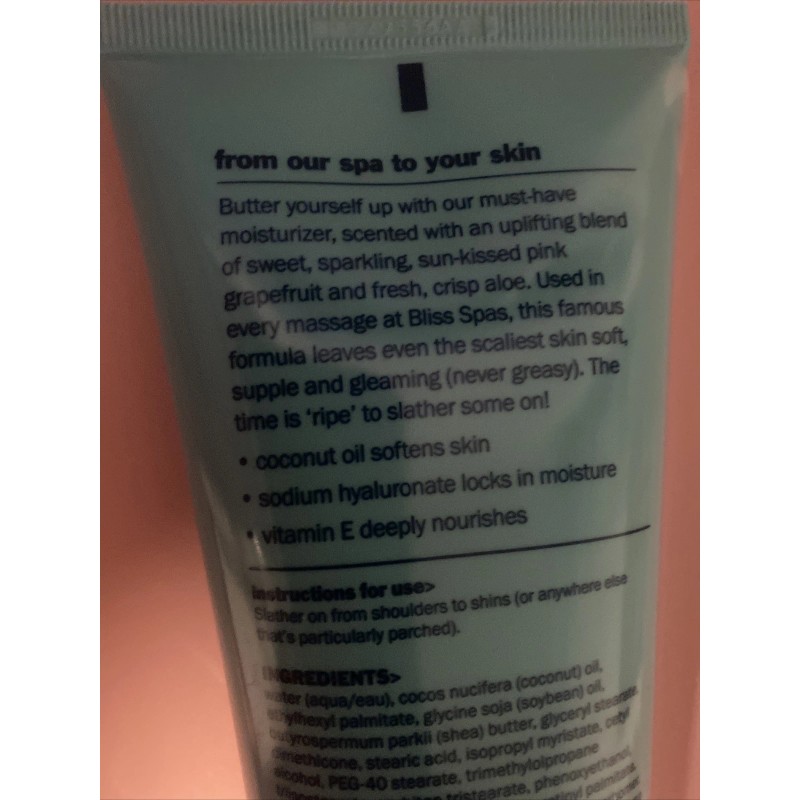 from our spa to your skin
Butter yourself up with our must-have
moisturizer, scented with an uplifting blend
of sweet, sparkling, sun-kissed pink
grapefruit and fresh, crisp aloe. Used in
every massage at Bliss Spas, this famous
formula leaves even the scaliest skin soft,
supple and gleaming (never greasy). The
time is 'ripe' to slather some on!
• coconut oil softens skin
• sodium hyaluronate locks in moisture
• vitamin E deeply nourishes
instructions for use>
Slather on from shoulders to shins (or anywhere else
that's particularly parched).
INGREDIENTS>
water (aqua/eau), cocos nucifera (coconut) oil,
ethylhexyl palmitate, glycine soja (soybean) oil,
butyrospermum parkii (shea) butter, glyceryl stearate,
dimethicone, stearic acid, isopropyl myristate, cetyl
alcohol, PEG-40 stearate, trimethylolpropane
tristearate, phenoxyethanol,
palmitate,